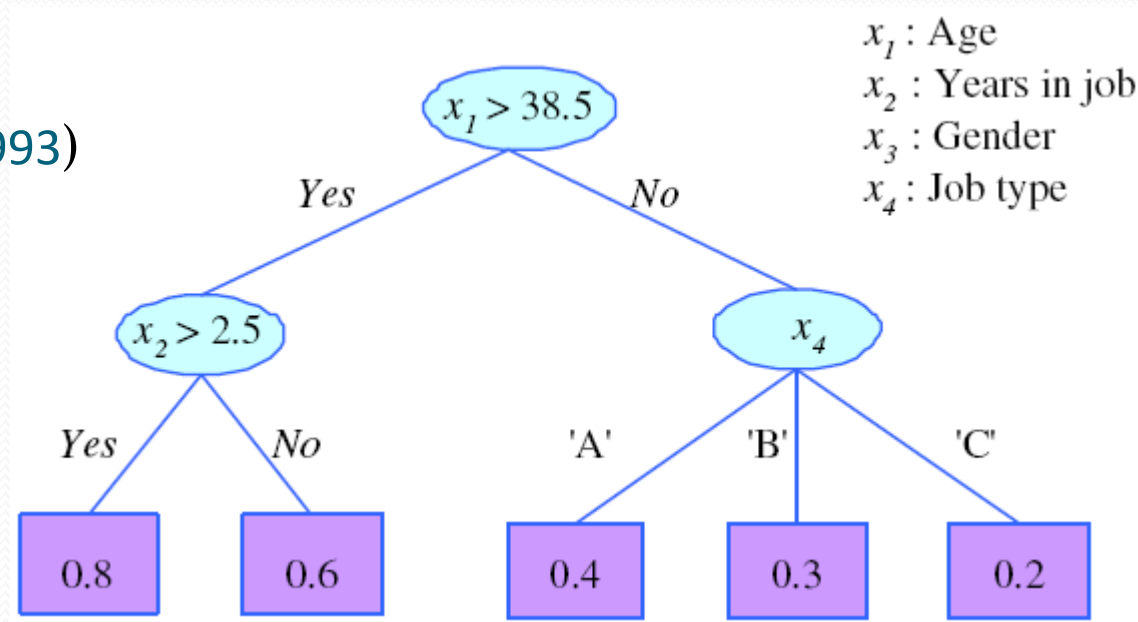 x1 : Age
x2 : Years in job
x3 : Gender
x4 : Job type
993)
x1 > 38.5
Yes
No
x2 > 2.5
x4
Yes
No
'A'
'B'
'C'
0.8
0.6
0.4
0.3
0.2